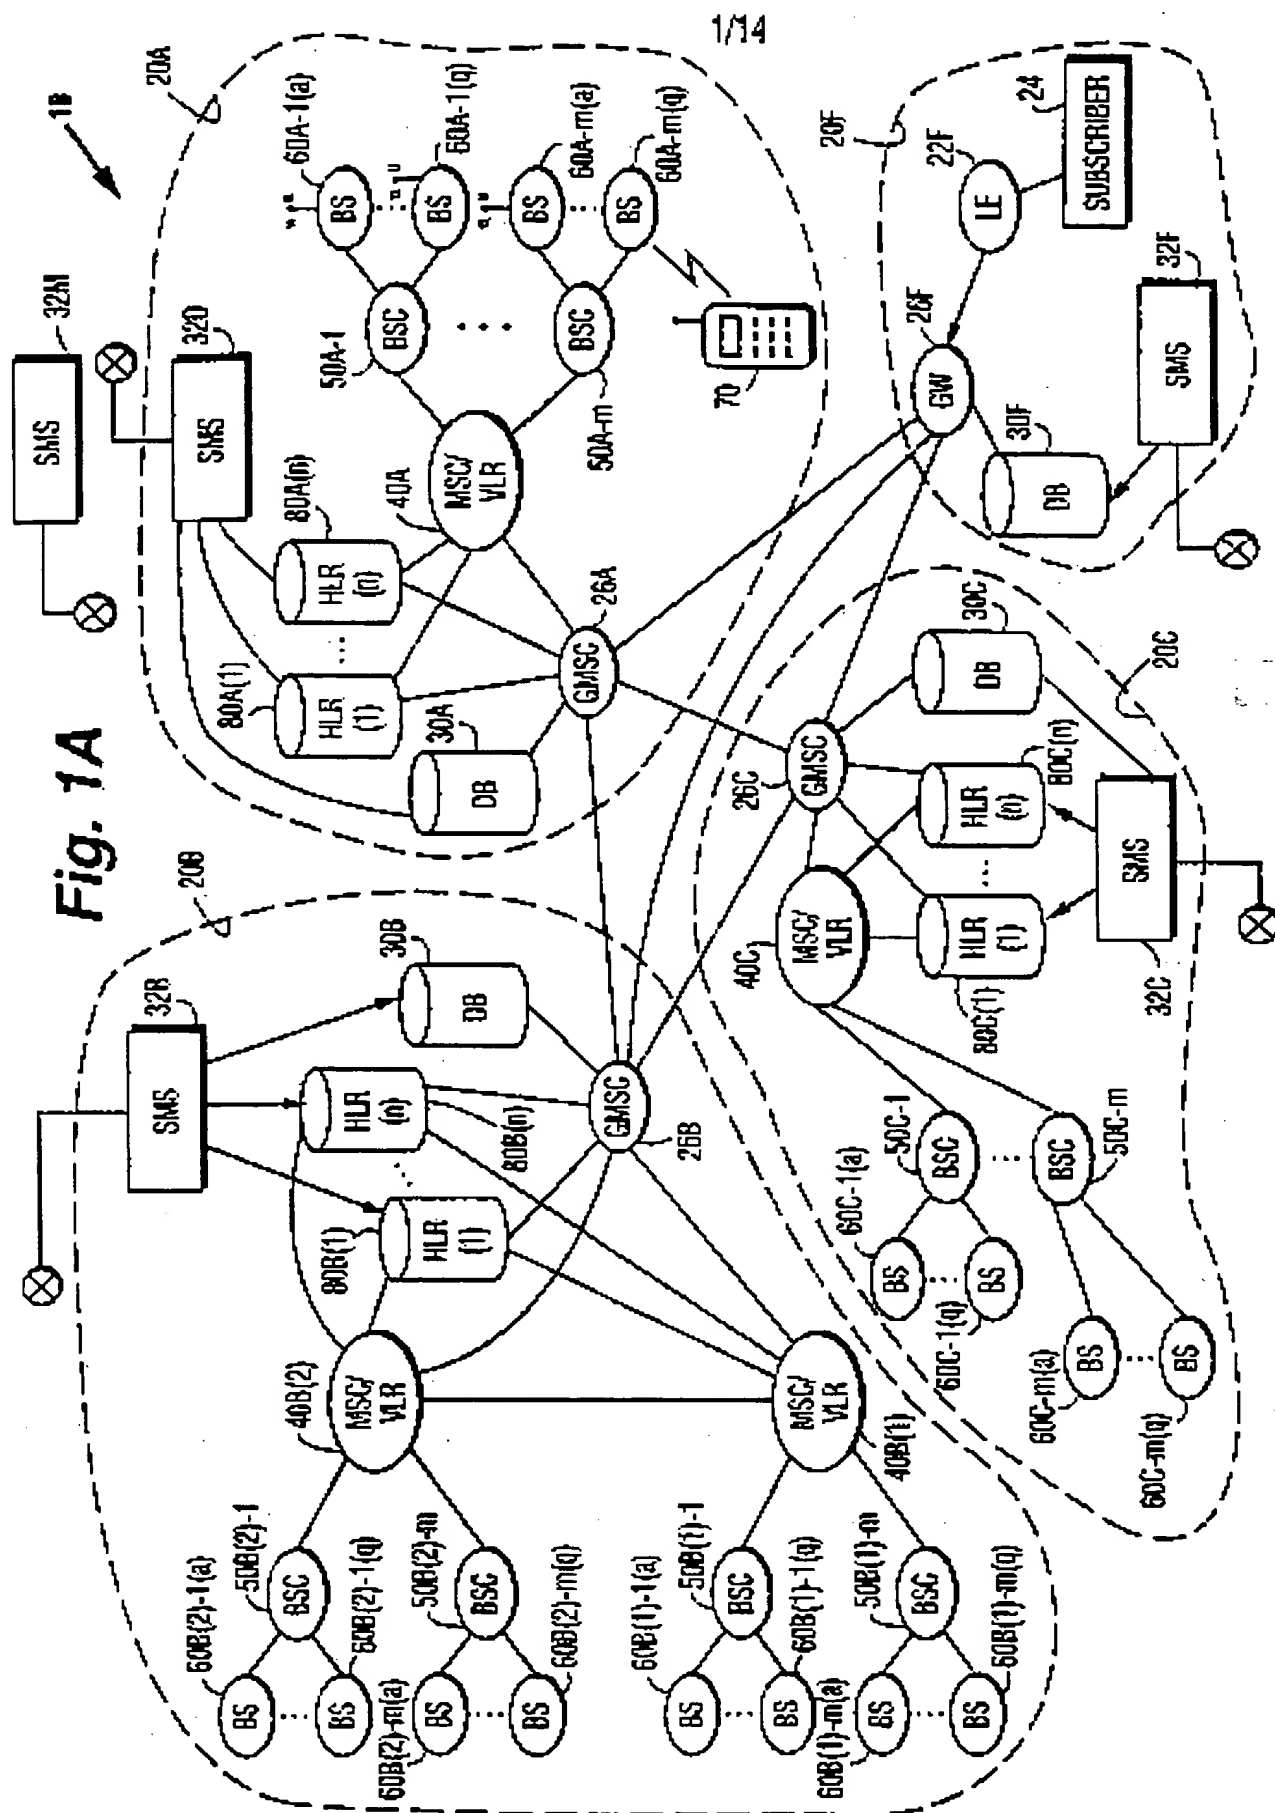 1/14
Fig. 1A
18
20A
SMS
32M
SMS
32D
60A-1(a)
BS
60A-1(q)
BS
60A-m(a)
BS
60A-m(q)
BS
50A-1
BSC
BSC
50A-m
70
MSC/
VLR
40A
80A(n)
HLR
(n)
80A(1)
HLR
(1)
30A
DB
26A
GMSC
20F
22F
LE
24
SUBSCRIBER
26F
GW
30F
DB
32F
SMS
20B
32B
SMS
30B
DB
HLR
(n)
80B(n)
80B(1)
HLR
(1)
GMSC
26B
40B(2)
MSC/
VLR
MSC/
VLR
40B(1)
60B(2)-1(a)
BS
50B(2)-1
BSC
60B(2)-1(q)
BS
50B(2)-m
BSC
60B(2)-m(a)
BS
60B(2)-m(q)
BS
60B(1)-1(a)
BS
50B(1)-1
BSC
60B(1)-1(q)
BS
50B(1)-m
BSC
60B(1)-m(a)
BS
60B(1)-m(q)
BS
20C
30C
DB
26C
GMSC
80C(n)
HLR
(n)
40C
MSC/
VLR
HLR
(1)
80C(1)
SMS
32C
50C-1
BSC
60C-1(a)
BS
BS
60C-1(q)
BSC
50C-m
60C-m(a)
BS
BS
60C-m(q)